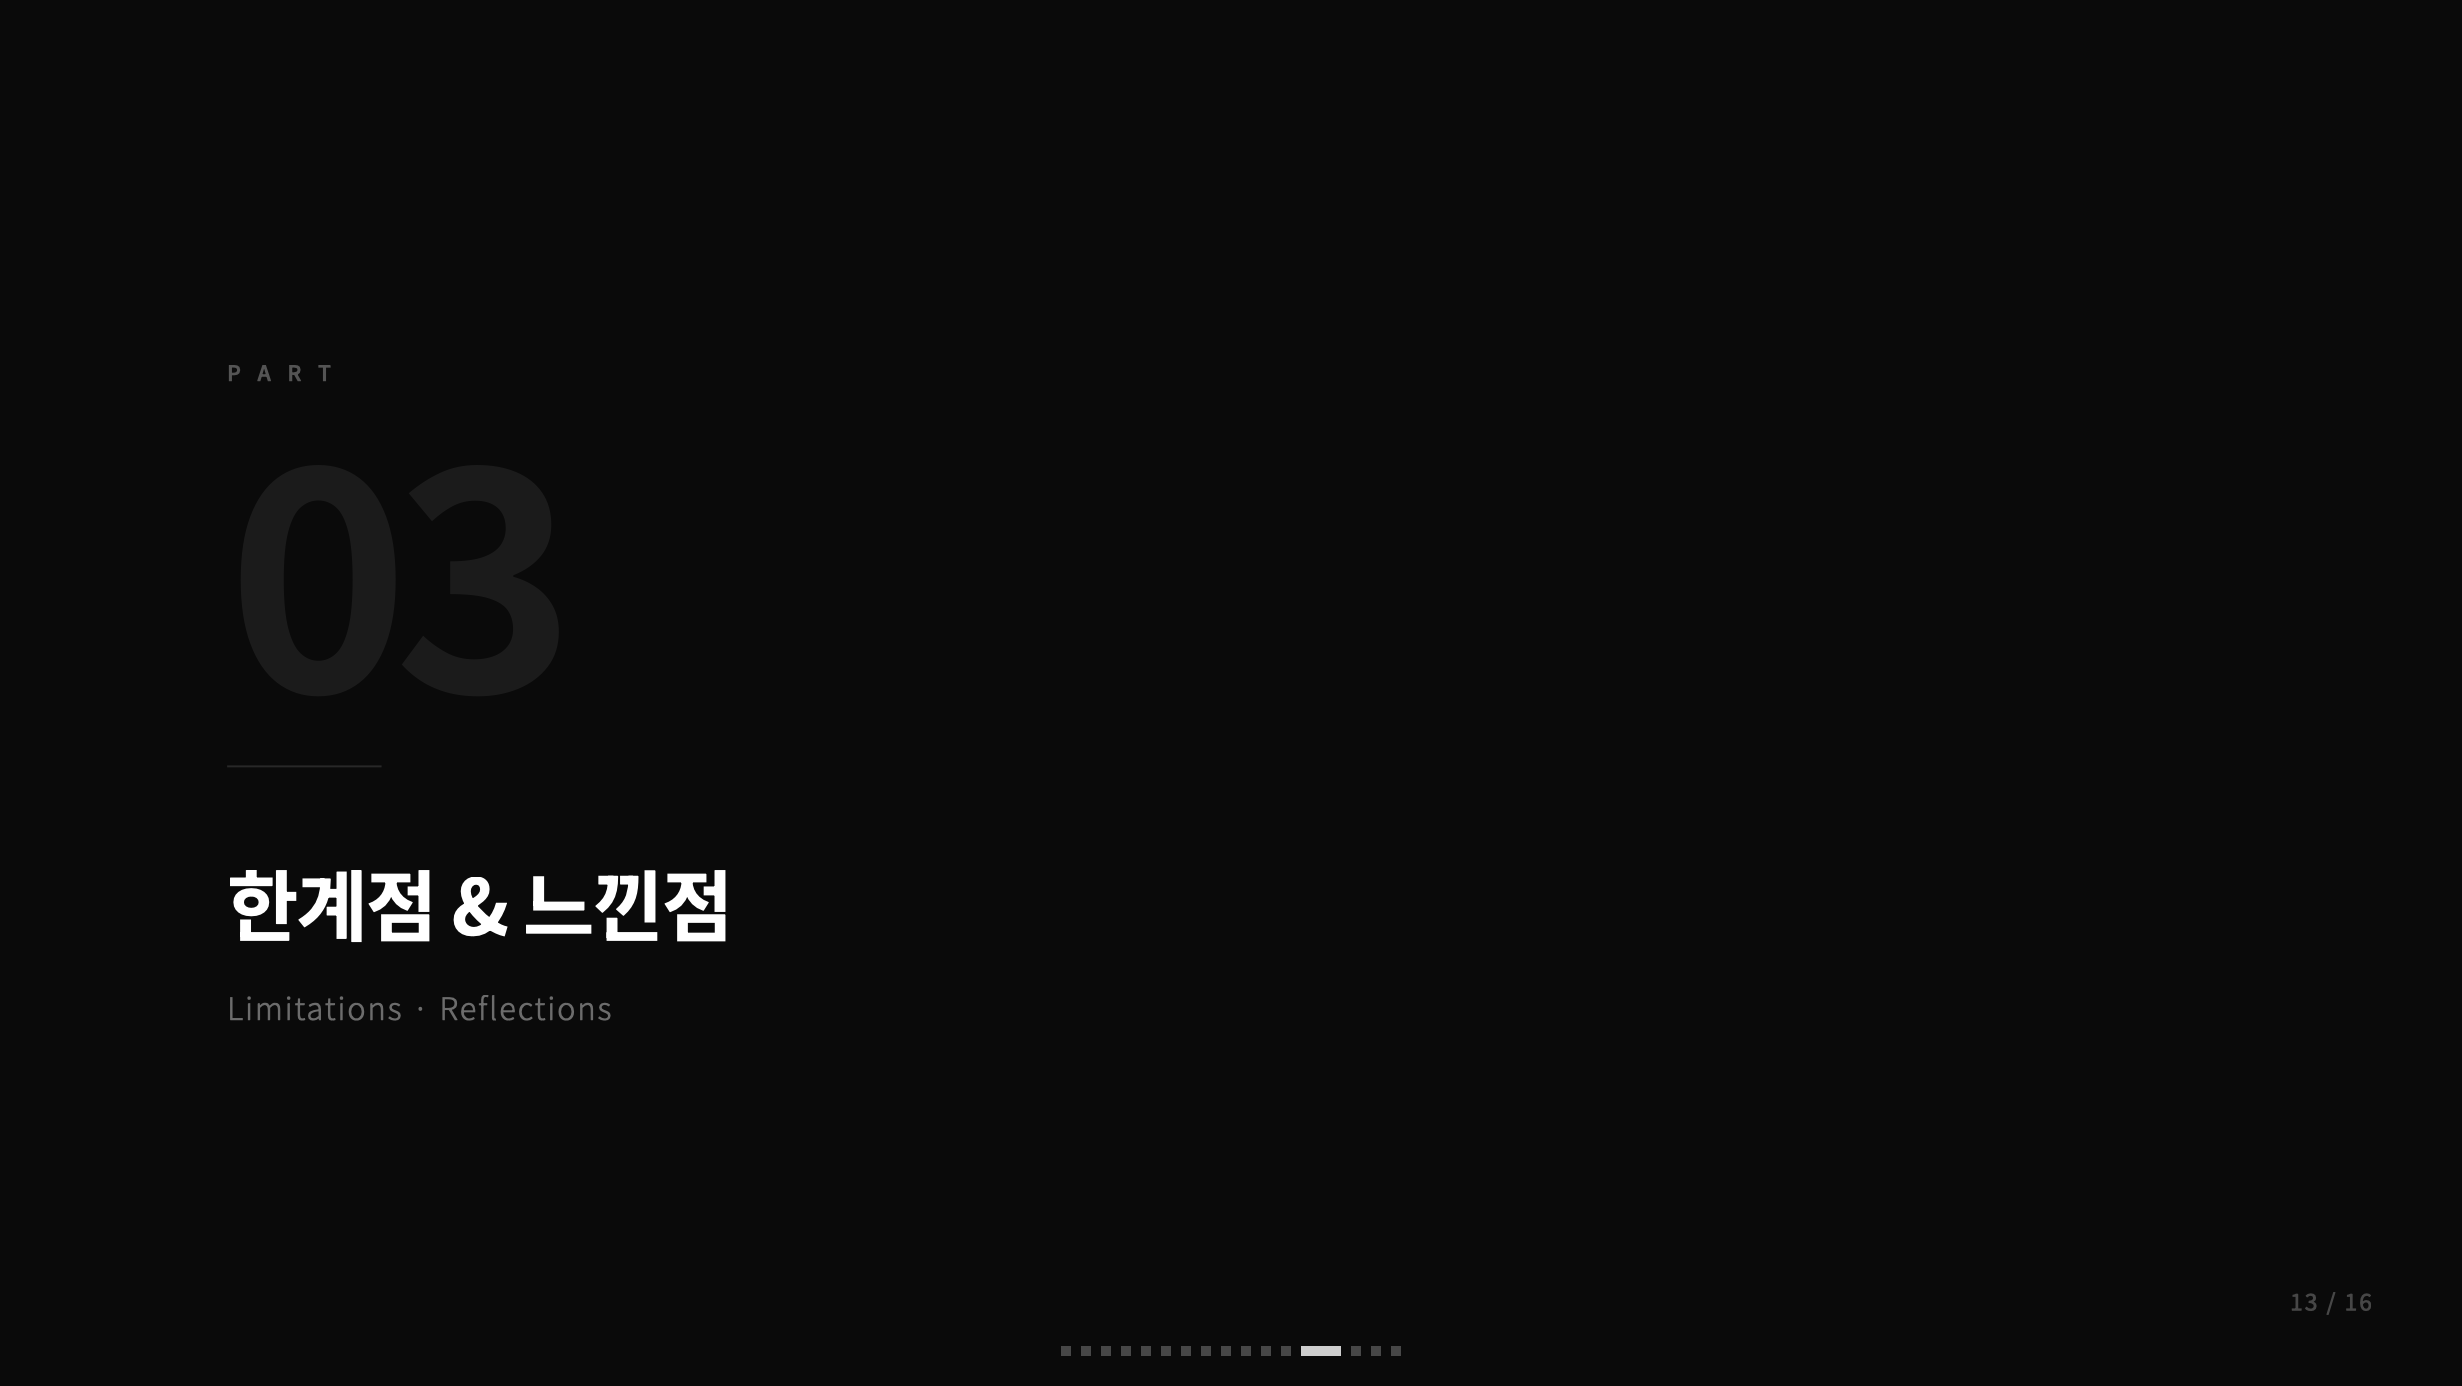 PART
03
한계점 & 느낀점
Limitations · Reflections
13 / 16